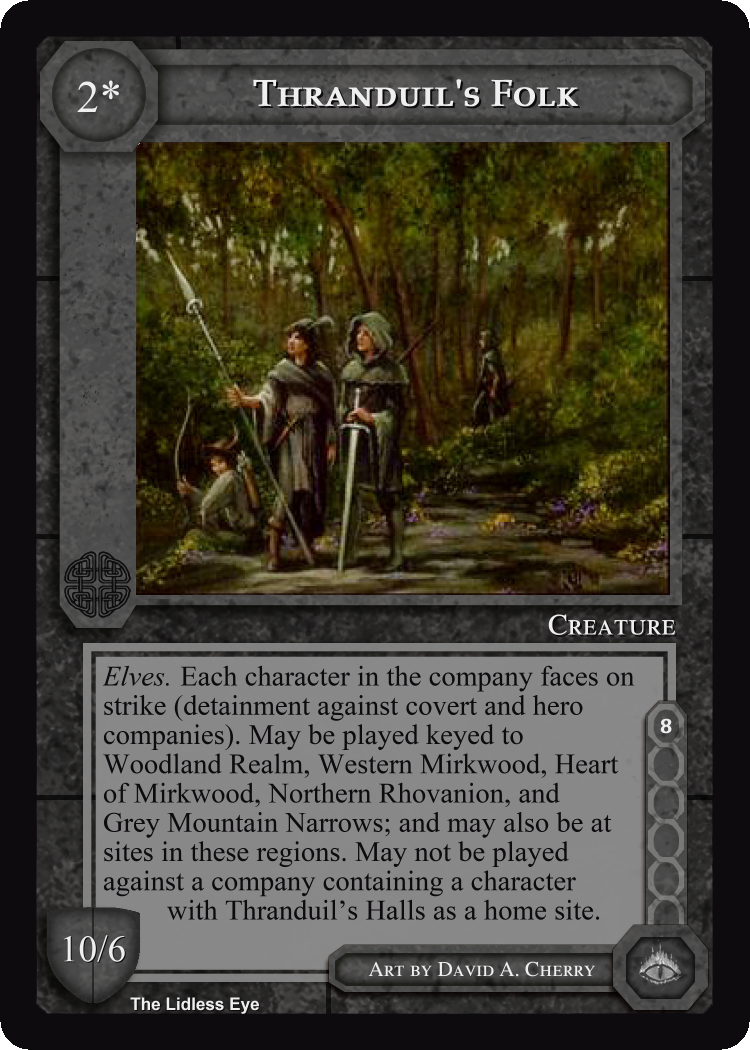 2*
THRANDUIL'S FOLK
CREATURE
Elves. Each character in the company faces on
strike (detainment against covert and hero
companies). May be played keyed to
Woodland Realm, Western Mirkwood, Heart
of Mirkwood, Northern Rhovanion, and
Grey Mountain Narrows; and may also be at
sites in these regions. May not be played
against a company containing a character
with Thranduil's Halls as a home site.
8
10/6
ART BY DAVID A. CHERRY
The Lidless Eye